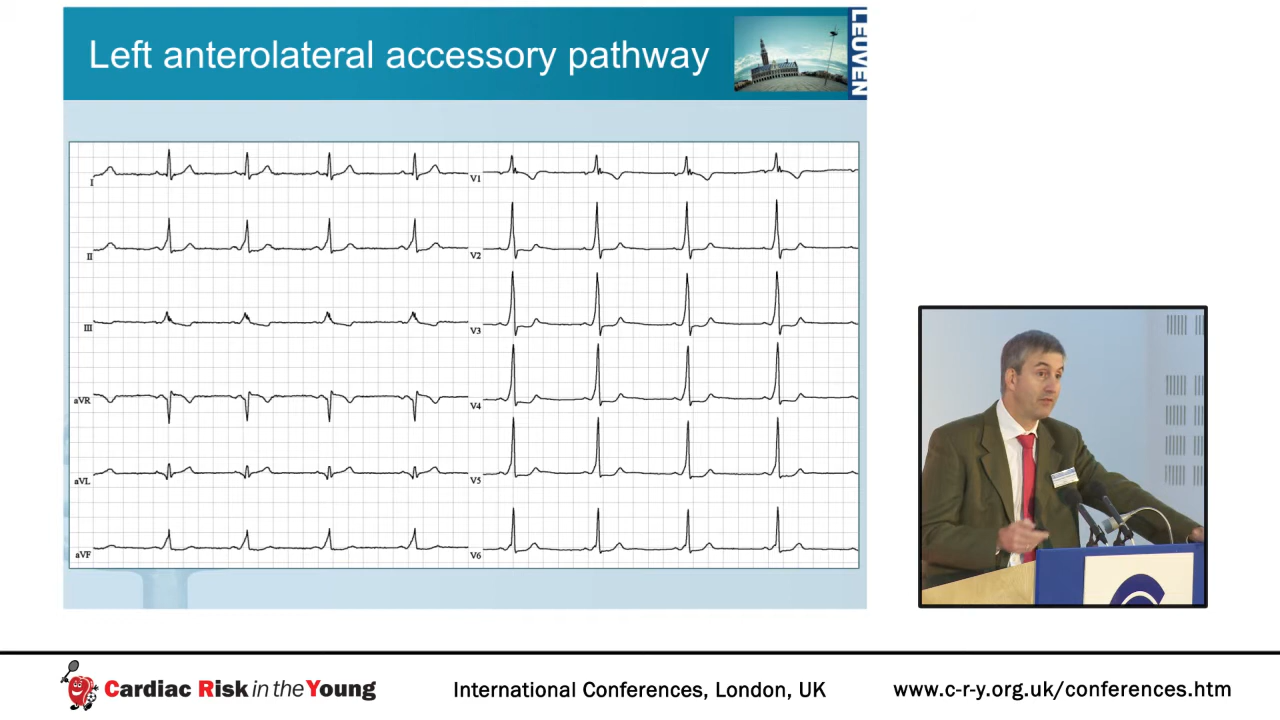 Left anterolateral accessory pathway
LEUVEN
I
II
III
aVR
aVL
aVF
V1
V2
V3
V4
V5
V6
Cardiac Risk in the Young
International Conferences, London, UK
www.c-r-y.org.uk/conferences.htm